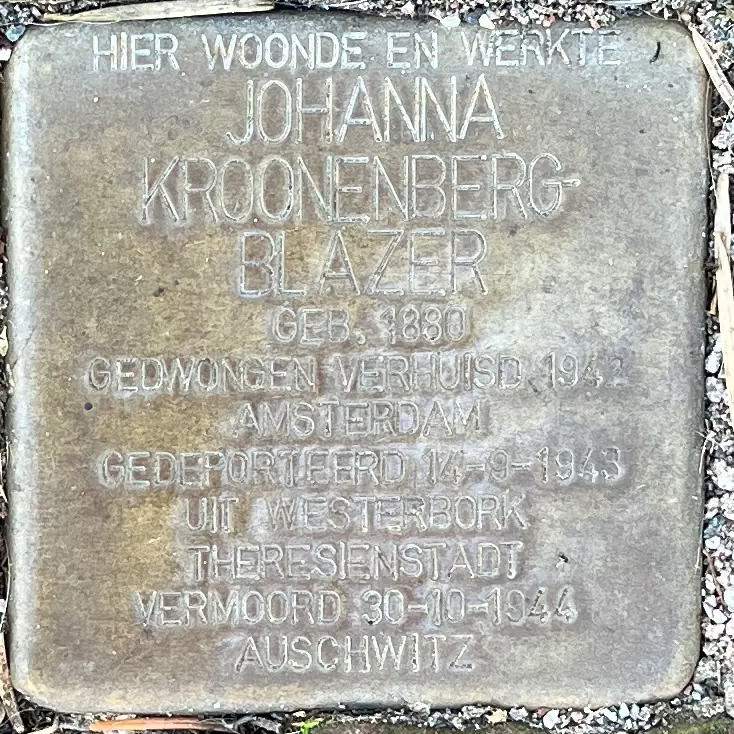 HIER WOONDE EN WERKTE
JOHANNA
KROONENBERG-
BLAZER
GEB. 1880
GEDWONGEN VERHUISD 1942
AMSTERDAM
GEDEPORTEERD 14-9-1943
UIT WESTERBORK
THERESIENSTADT
VERMOORD 30-10-1944
AUSCHWITZ